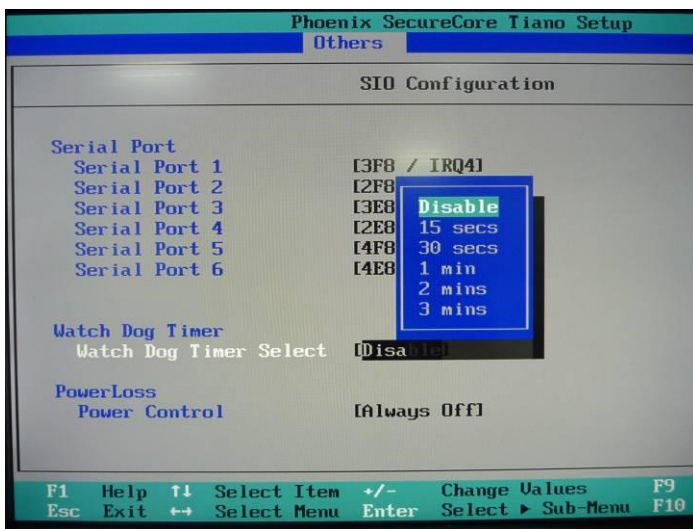 Phoenix SecureCore Tiano Setup
Others
SIO Configuration
Serial Port
Serial Port 1 [3F8 / IRQ4]
Serial Port 2 [2F8
Serial Port 3 [3E8
Serial Port 4 [2E8
Serial Port 5 [4F8
Serial Port 6 [4E8
Disable
15 secs
30 secs
1 min
2 mins
3 mins
Watch Dog Timer
Watch Dog Timer Select [Disable]
PowerLoss
Power Control [Always Off]
F1 Help ↑↓ Select Item +/- Change Values F9
Esc Exit ↔ Select Menu Enter Select ▶ Sub-Menu F10